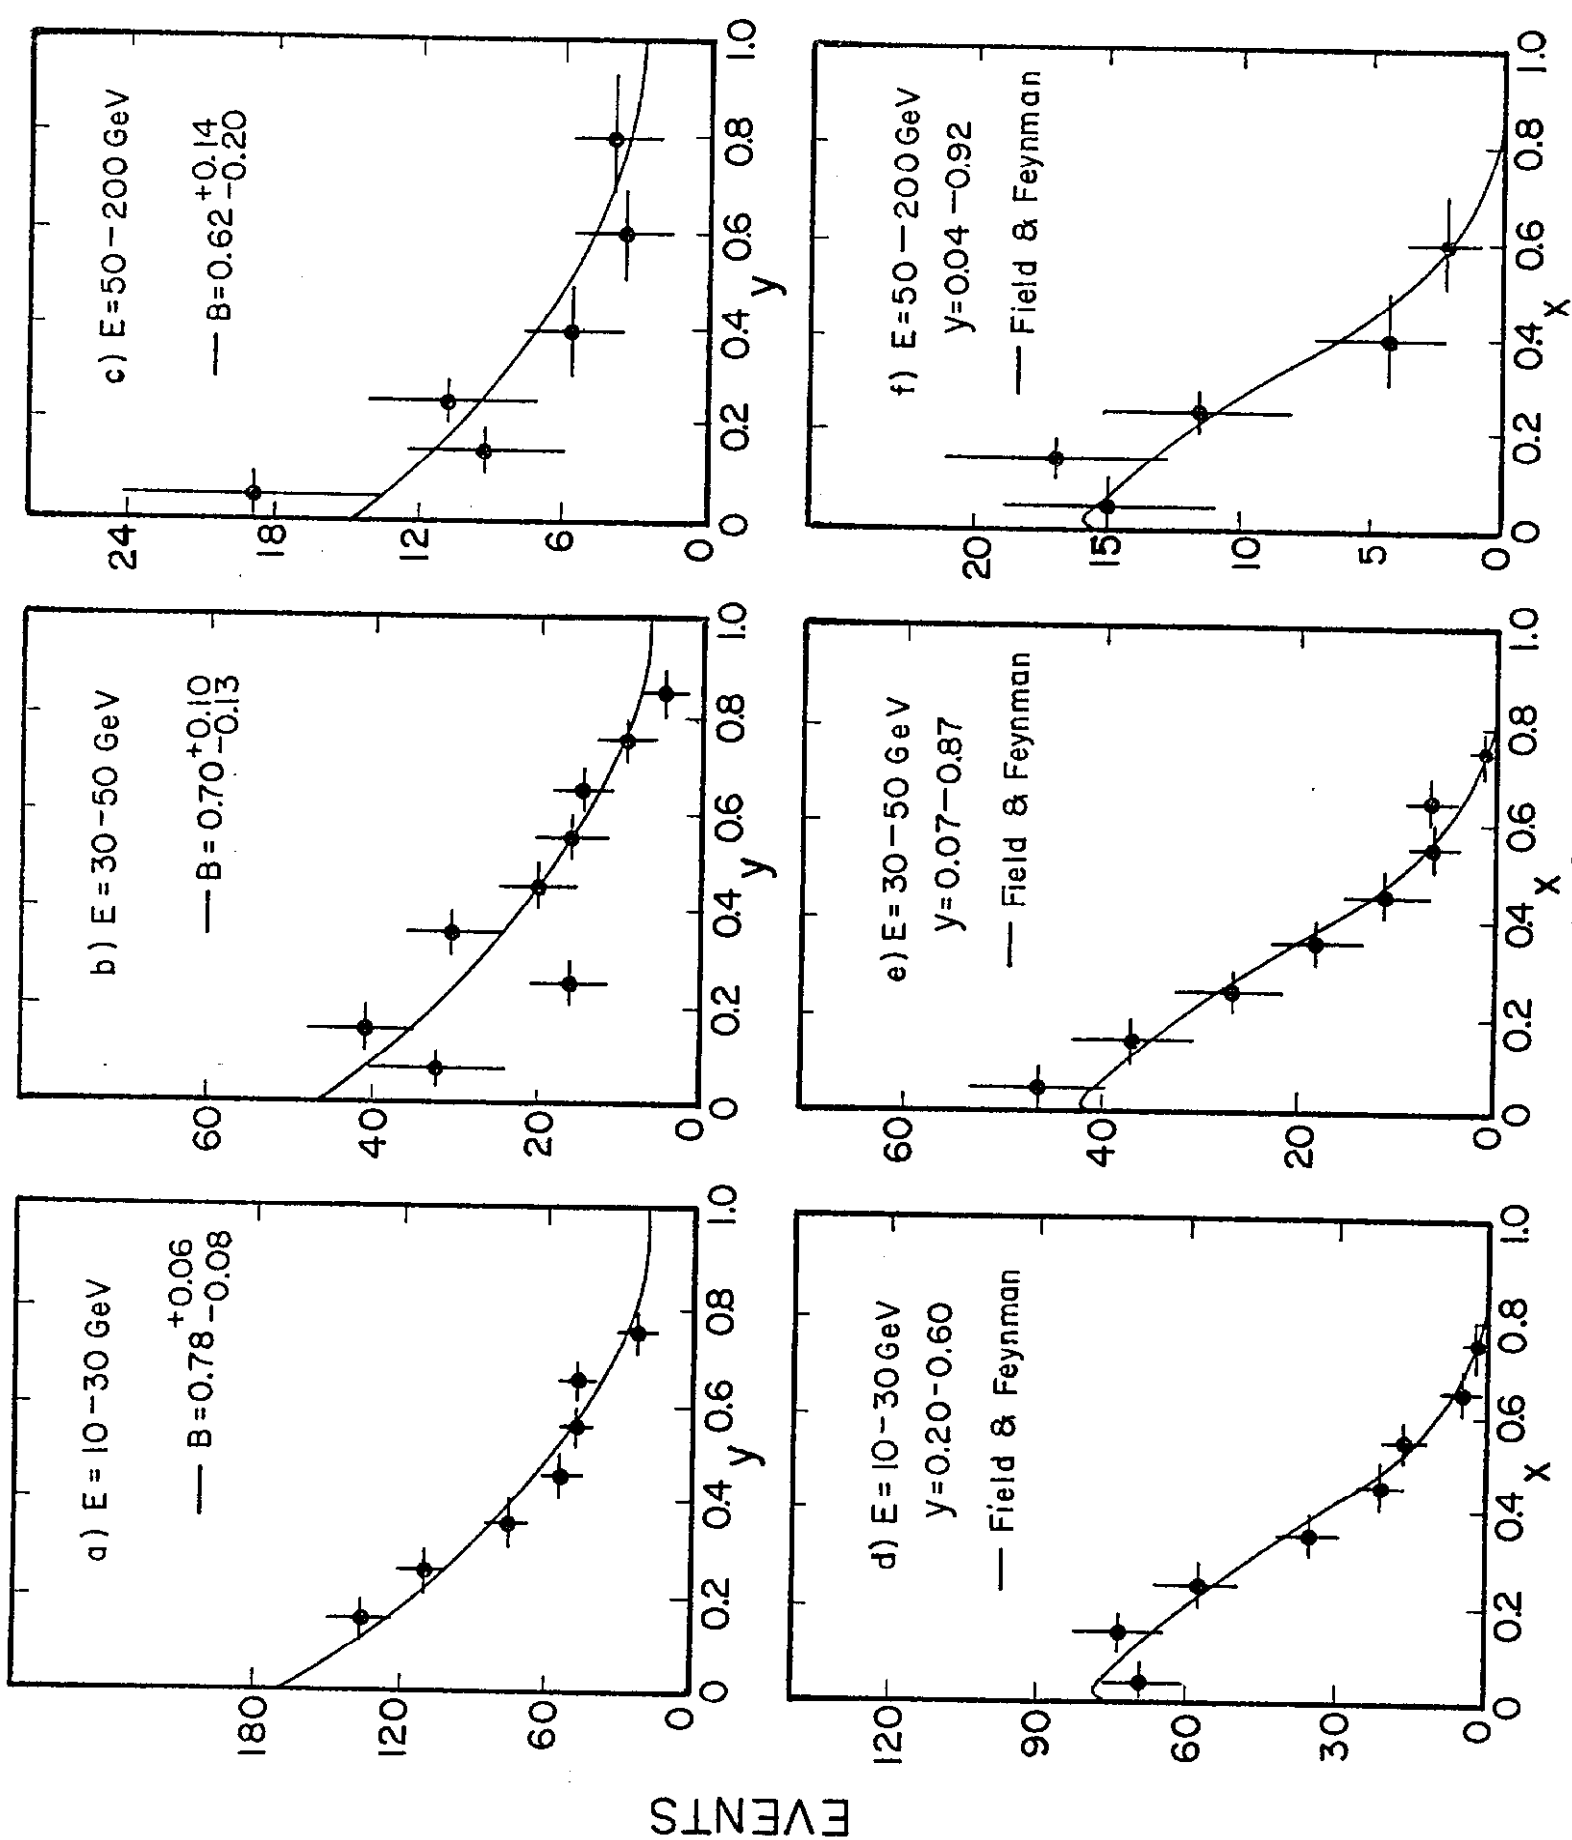 EVENTS
a) E = 10-30 GeV
— B = 0.78 +0.06 -0.08
180
120
60
0
0 0.2 0.4 0.6 0.8 1.0
y
b) E = 30-50 GeV
— B = 0.70 +0.10 -0.13
60
40
20
0
0 0.2 0.4 0.6 0.8 1.0
y
c) E = 50-200 GeV
— B = 0.62 +0.14 -0.20
24
18
12
6
0
0 0.2 0.4 0.6 0.8 1.0
y
d) E = 10-30 GeV
y = 0.20-0.60
— Field & Feynman
120
90
60
30
0
0 0.2 0.4 0.6 0.8 1.0
x
e) E = 30-50 GeV
y = 0.07-0.87
— Field & Feynman
60
40
20
0
0 0.2 0.4 0.6 0.8 1.0
x
f) E = 50-200 GeV
y = 0.04-0.92
— Field & Feynman
20
15
10
5
0
0 0.2 0.4 0.6 0.8 1.0
x